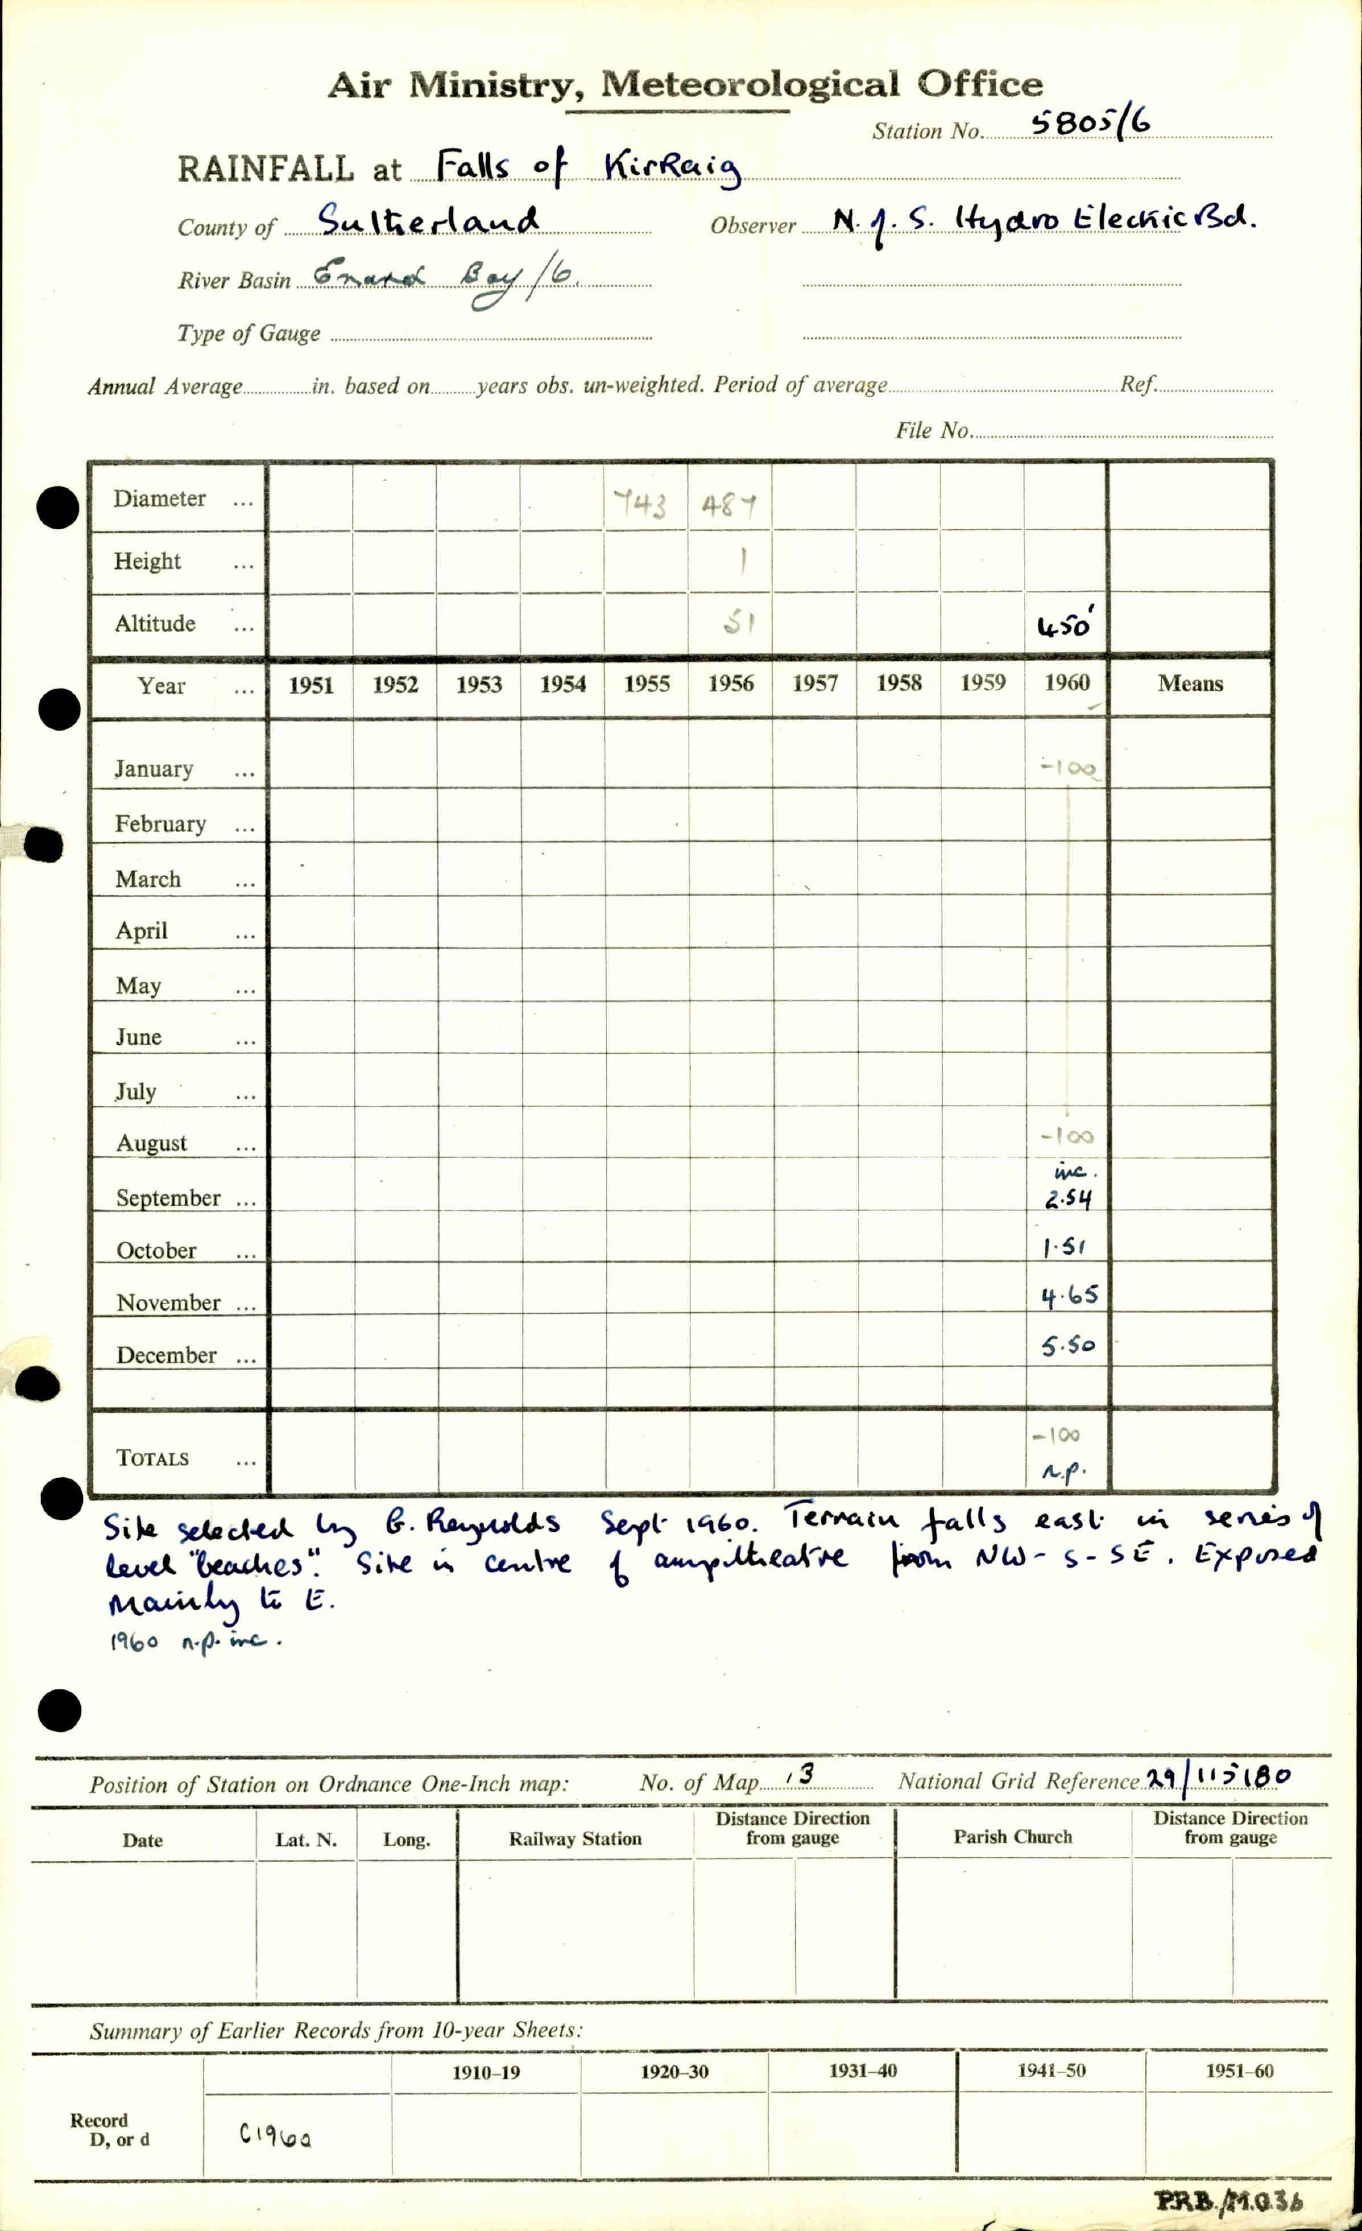 Air Ministry, Meteorological Office
Station No. 5805/6
RAINFALL at Falls of KirRaig
County of Sutherland Observer N. of S. Hydro Electric Bd.
River Basin Enard Bay /6.
Type of Gauge
Annual Average in. based on years obs. un-weighted. Period of average Ref.
File No.
Diameter ... 743 487
Height ... 1
Altitude ... 51 450'
Year ... 1951 1952 1953 1954 1955 1956 1957 1958 1959 1960 Means
January ... -100
February ...
March ...
April ...
May ...
June ...
July ...
August ... -100
inc.
September ... 2.54
October ... 1.51
November ... 4.65
December ... 5.50
-100
TOTALS ...
n.p.
Site selected by G. Reynolds Sept 1960. Terrain falls east in series of
level "beaches". Site in centre of ampitheatre from NW - S - SE. Exposed
mainly to E.
1960 n.p. inc.
Position of Station on Ordnance One-Inch map: No. of Map 13 National Grid Reference 29/115180
Date Lat. N. Long. Railway Station Distance Direction from gauge Parish Church Distance Direction from gauge
Summary of Earlier Records from 10-year Sheets:
1910–19 1920–30 1931–40 1941–50 1951–60
Record
D, or d C1960
P.R.B./M.O.36